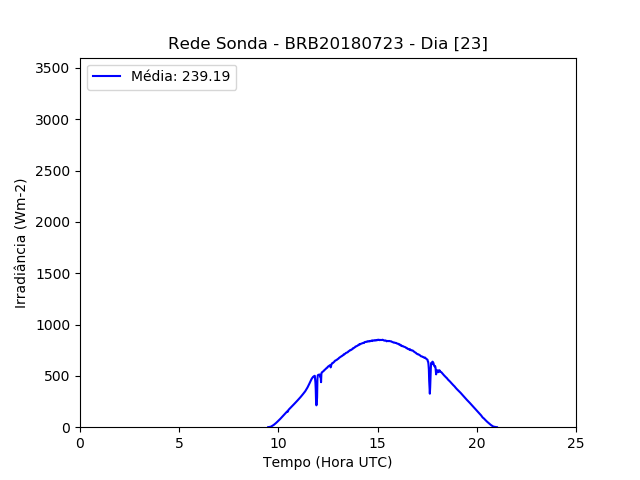 Rede Sonda - BRB20180723 - Dia [23]
Média: 239.19
3500
3000
2500
2000
1500
1000
500
0
Irradiância (Wm-2)
0 5 10 15 20 25
Tempo (Hora UTC)